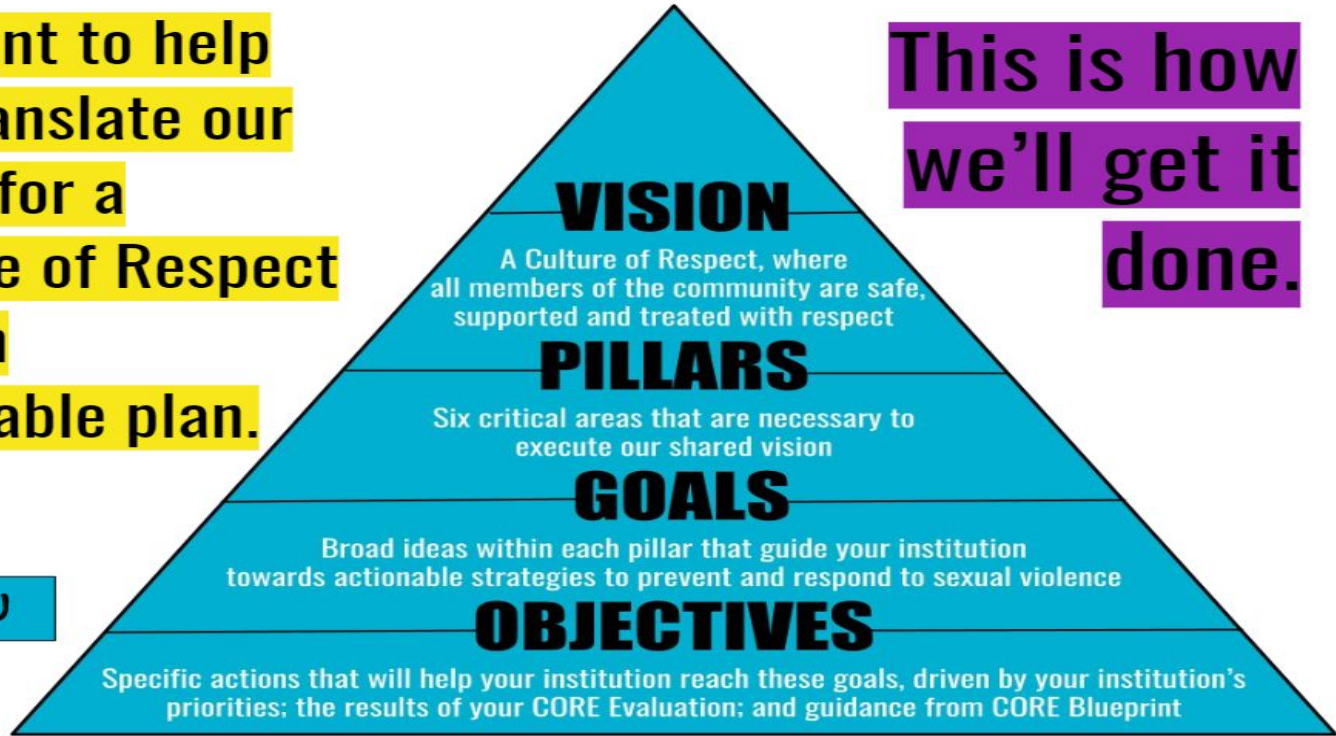 nt to help
anslate our
for a
e of Respect
able plan.
This is how
we'll get it
done.
VISION
A Culture of Respect, where
all members of the community are safe,
supported and treated with respect
PILLARS
Six critical areas that are necessary to
execute our shared vision
GOALS
Broad ideas within each pillar that guide your institution
towards actionable strategies to prevent and respond to sexual violence
OBJECTIVES
Specific actions that will help your institution reach these goals, driven by your institution's
priorities; the results of your CORE Evaluation; and guidance from CORE Blueprint